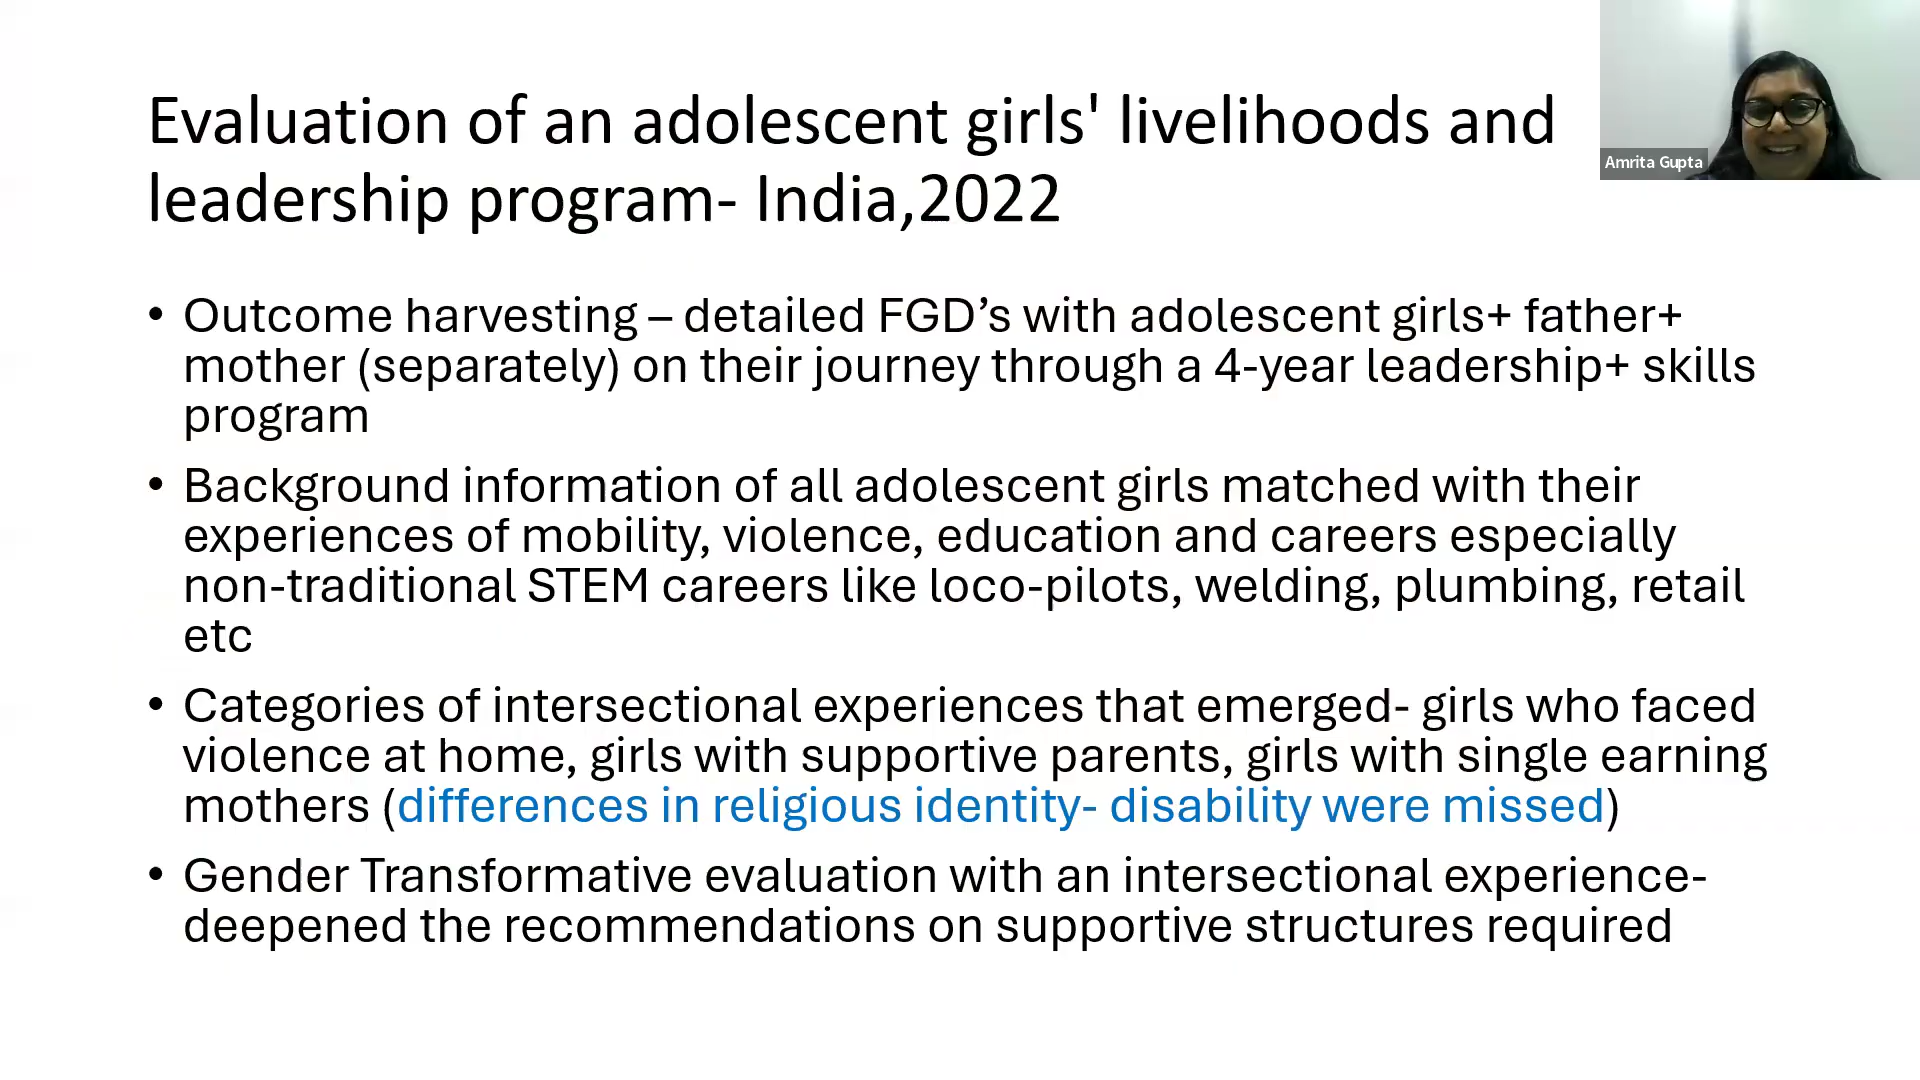 Evaluation of an adolescent girls' livelihoods and
leadership program- India,2022
Amrita Gupta
• Outcome harvesting – detailed FGD’s with adolescent girls+ father+
mother (separately) on their journey through a 4-year leadership+ skills
program
• Background information of all adolescent girls matched with their
experiences of mobility, violence, education and careers especially
non-traditional STEM careers like loco-pilots, welding, plumbing, retail
etc
• Categories of intersectional experiences that emerged- girls who faced
violence at home, girls with supportive parents, girls with single earning
mothers (differences in religious identity- disability were missed)
• Gender Transformative evaluation with an intersectional experience-
deepened the recommendations on supportive structures required